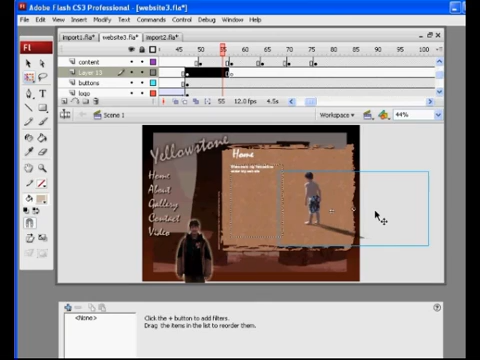 Adobe Flash CS3 Professional - [website3.fla*]
File Edit View Insert Modify Text Commands Control Debug Window Help
import1.fla* website3.fla* import2.fla*
45 50 55 60 65 70 75 80 85 90 95 100
content
Layer 13
buttons
logo
55 12.0 fps 4.5s
Scene 1
Workspace
44%
Yellowstone
Home
Home
About
Gallery
Contact
Video
<None>
Click the + button to add filters.
Drag the items in the list to reorder them.